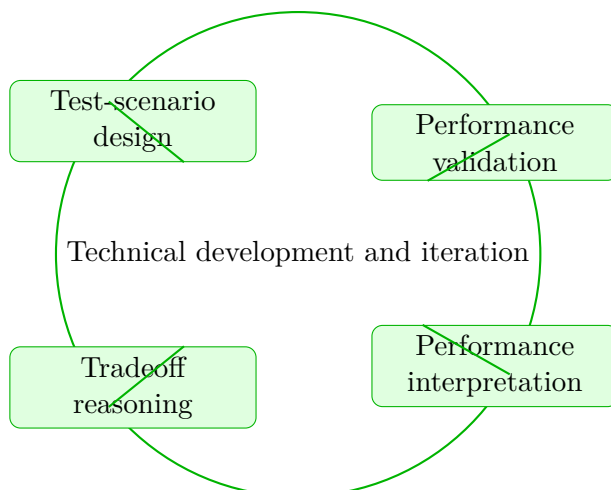 Test-scenario
design
Performance
validation
Technical development and iteration
Tradeoff
reasoning
Performance
interpretation